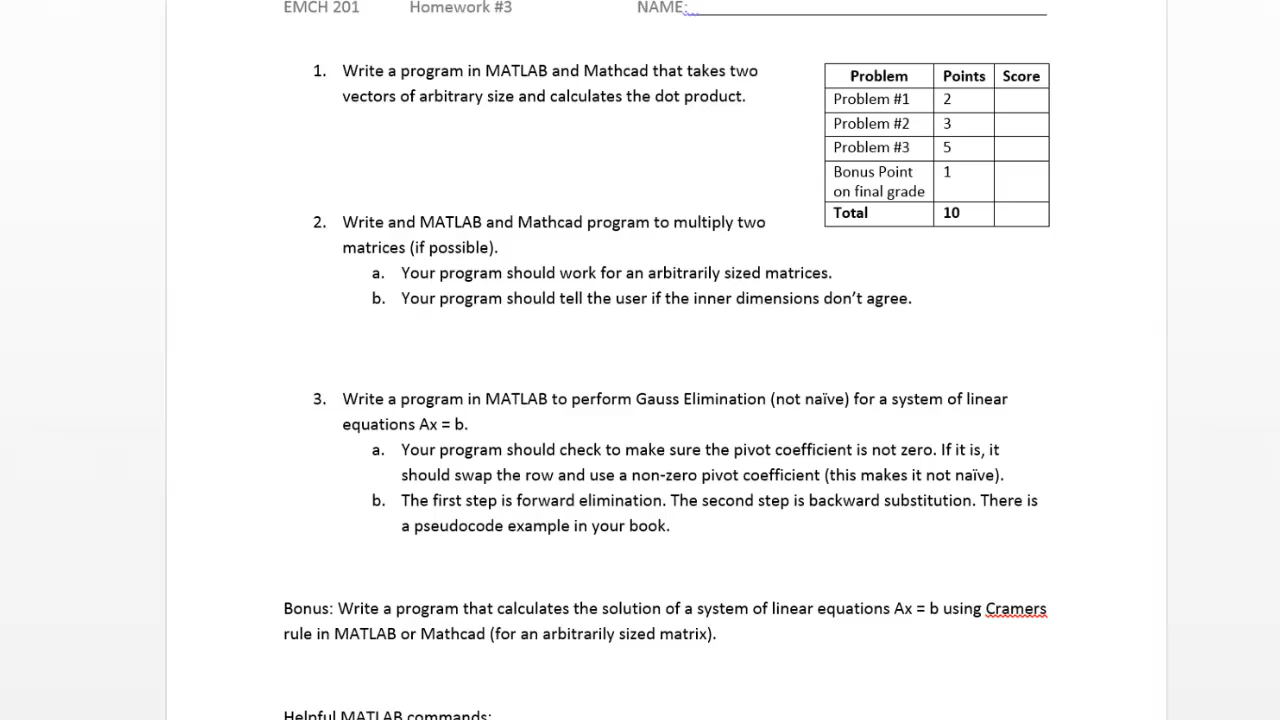 EMCH 201 Homework #3 NAME:
1. Write a program in MATLAB and Mathcad that takes two
vectors of arbitrary size and calculates the dot product.
Problem Points Score
Problem #1 2
Problem #2 3
Problem #3 5
Bonus Point 1
on final grade
Total 10
2. Write and MATLAB and Mathcad program to multiply two
matrices (if possible).
a. Your program should work for an arbitrarily sized matrices.
b. Your program should tell the user if the inner dimensions don’t agree.
3. Write a program in MATLAB to perform Gauss Elimination (not naïve) for a system of linear
equations Ax = b.
a. Your program should check to make sure the pivot coefficient is not zero. If it is, it
should swap the row and use a non-zero pivot coefficient (this makes it not naïve).
b. The first step is forward elimination. The second step is backward substitution. There is
a pseudocode example in your book.
Bonus: Write a program that calculates the solution of a system of linear equations Ax = b using Cramers
rule in MATLAB or Mathcad (for an arbitrarily sized matrix).
Helpful MATLAB commands: